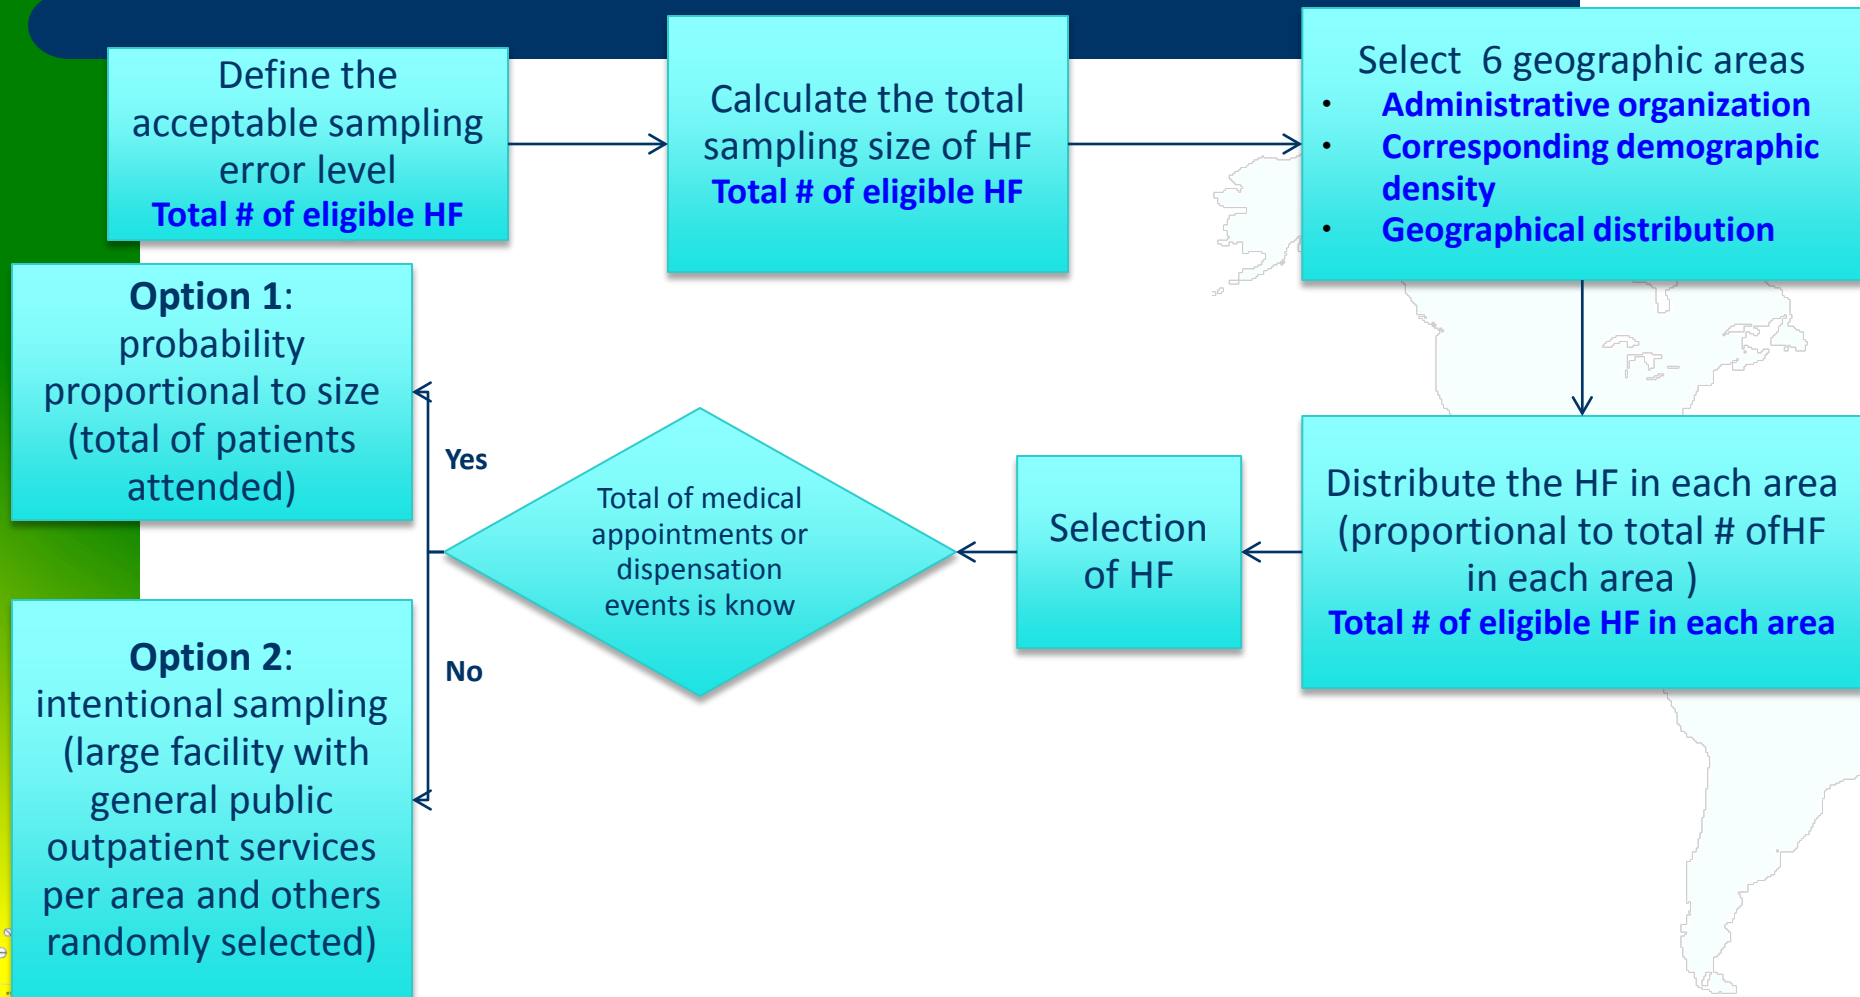 Define the
acceptable sampling
error level
Total # of eligible HF
Calculate the total
sampling size of HF
Total # of eligible HF
Select 6 geographic areas
• Administrative organization
• Corresponding demographic
density
• Geographical distribution
Distribute the HF in each area
(proportional to total # ofHF
in each area )
Total # of eligible HF in each area
Selection
of HF
Total of medical
appointments or
dispensation
events is know
Yes
No
Option 1:
probability
proportional to size
(total of patients
attended)
Option 2:
intentional sampling
(large facility with
general public
outpatient services
per area and others
randomly selected)